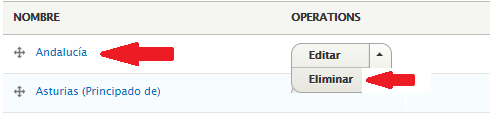 NOMBRE OPERATIONS
Andalucía Editar
Eliminar
Asturias (Principado de)